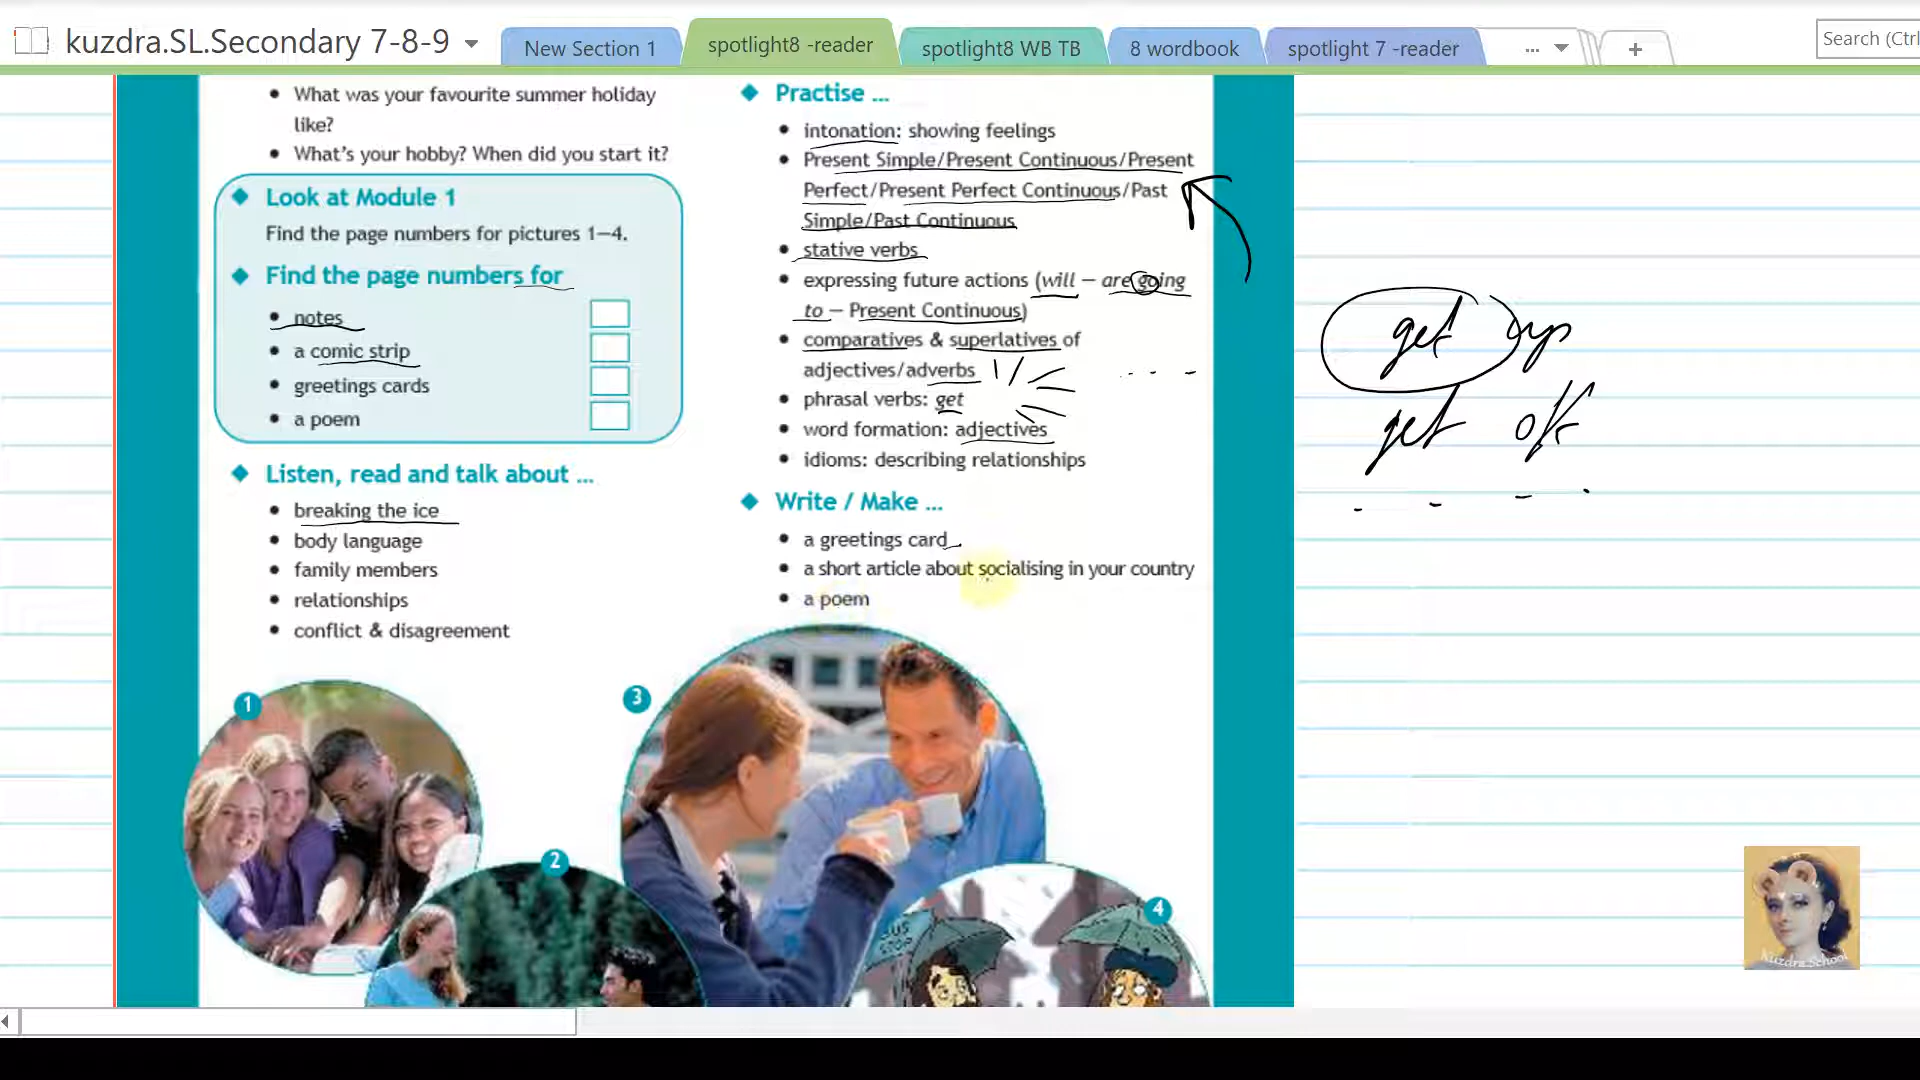 kuzdra.SL.Secondary 7-8-9
New Section 1
spotlight8 -reader
spotlight8 WB TB
8 wordbook
spotlight 7 -reader
...
+
Search (Ctrl
• What was your favourite summer holiday
like?
• What's your hobby? When did you start it?
Look at Module 1
Find the page numbers for pictures 1–4.
Find the page numbers for
• notes
• a comic strip
• greetings cards
• a poem
Listen, read and talk about ...
• breaking the ice
• body language
• family members
• relationships
• conflict & disagreement
Practise ...
• intonation: showing feelings
• Present Simple/Present Continuous/Present
Perfect/Present Perfect Continuous/Past
Simple/Past Continuous
• stative verbs
• expressing future actions (will – are going
to – Present Continuous)
• comparatives & superlatives of
adjectives/adverbs
• phrasal verbs: get
• word formation: adjectives
• idioms: describing relationships
Write / Make ...
• a greetings card
• a short article about socialising in your country
• a poem
get up
get off
1
2
3
4
BUS
STOP
Kuzdra.School